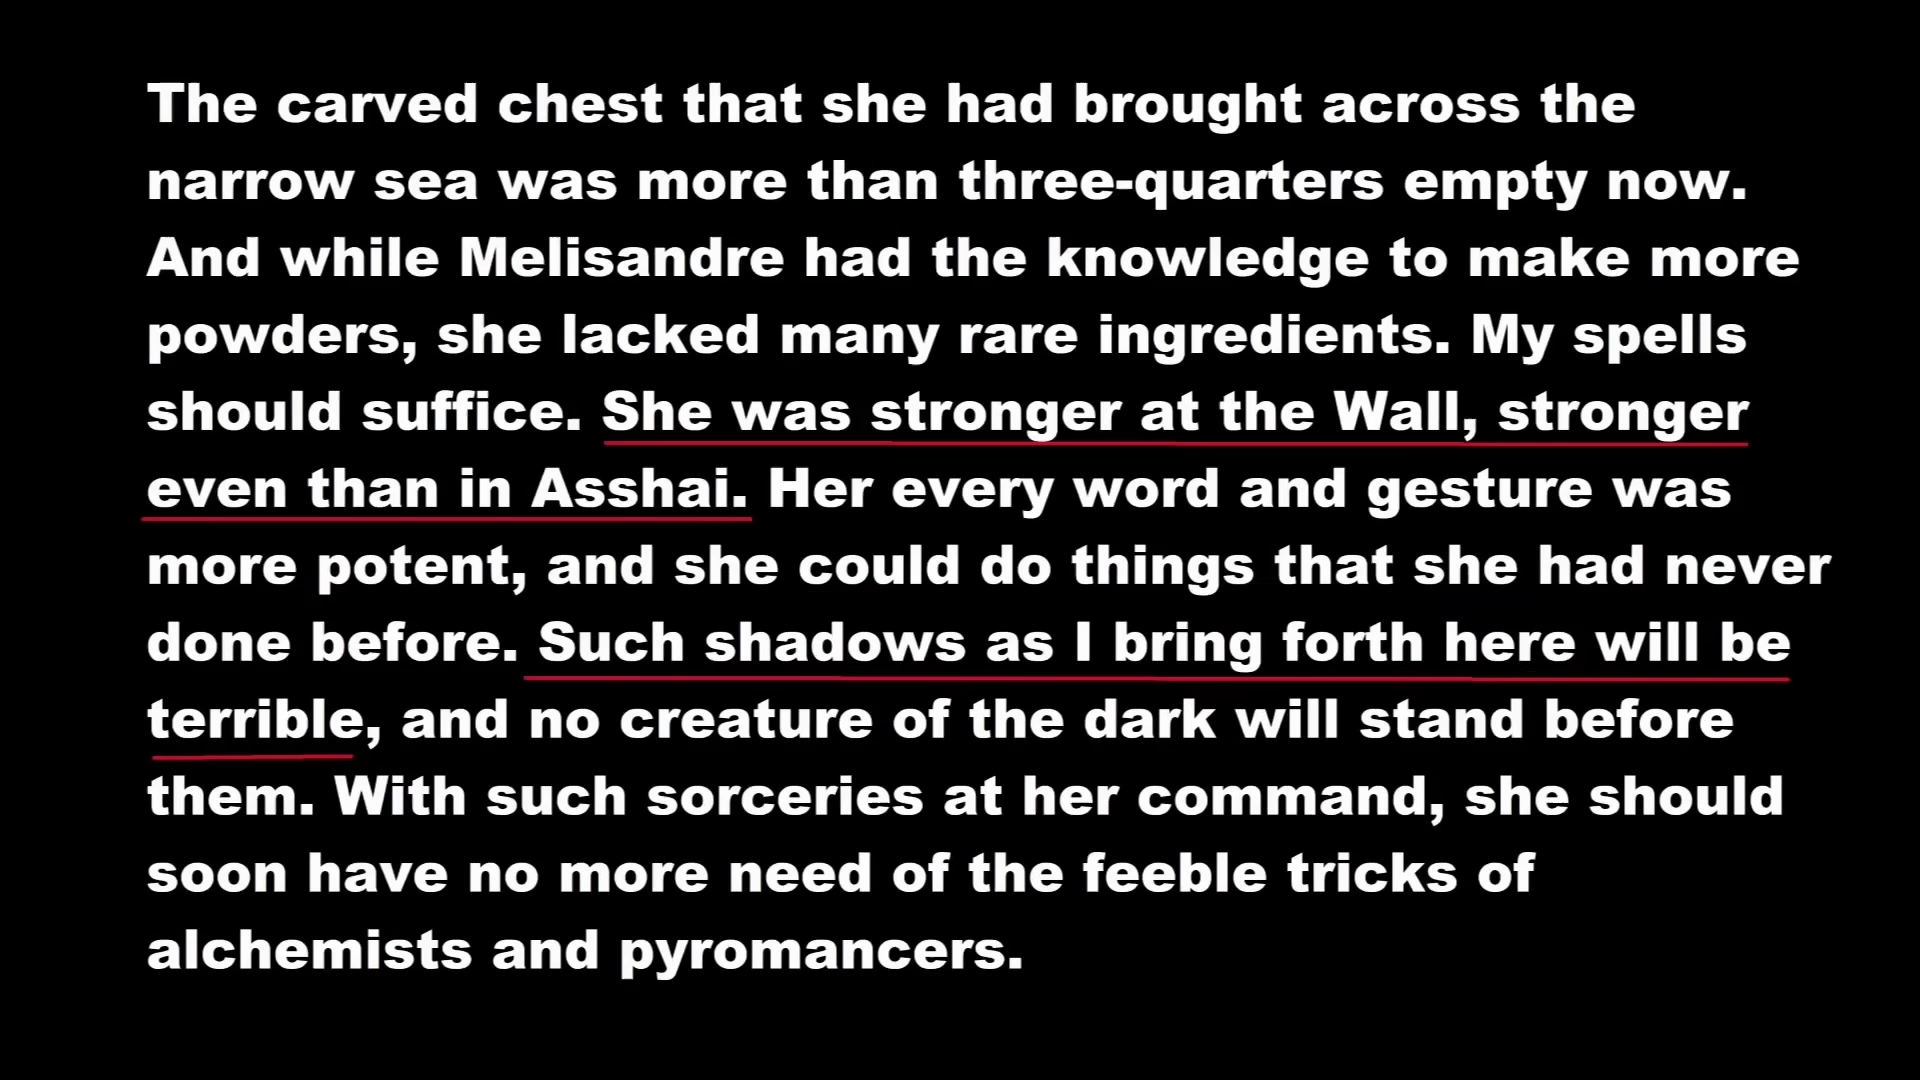 The carved chest that she had brought across the
narrow sea was more than three-quarters empty now.
And while Melisandre had the knowledge to make more
powders, she lacked many rare ingredients. My spells
should suffice. She was stronger at the Wall, stronger
even than in Asshai. Her every word and gesture was
more potent, and she could do things that she had never
done before. Such shadows as I bring forth here will be
terrible, and no creature of the dark will stand before
them. With such sorceries at her command, she should
soon have no more need of the feeble tricks of
alchemists and pyromancers.